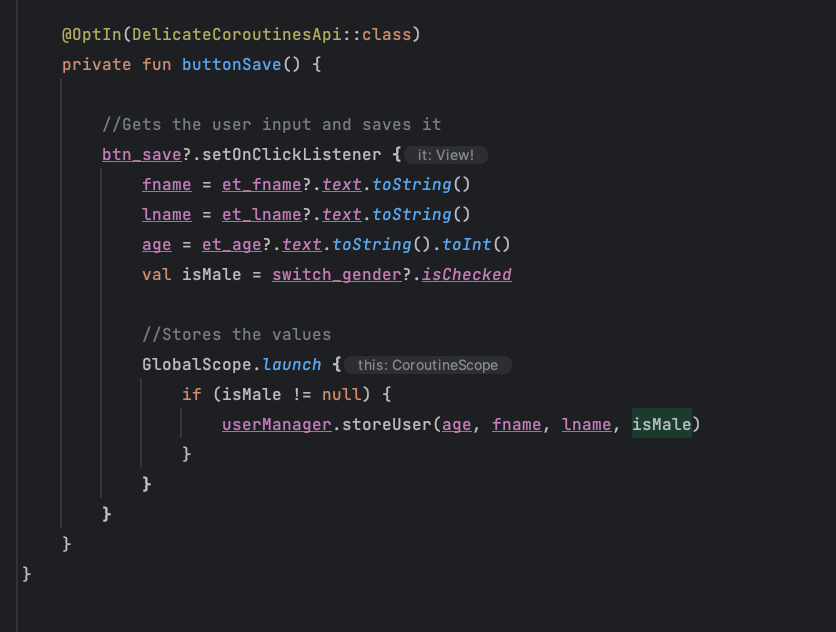 @OptIn(DelicateCoroutinesApi::class)
private fun buttonSave() {
//Gets the user input and saves it
btn_save?.setOnClickListener { it: View!
fname = et_fname?.text.toString()
lname = et_lname?.text.toString()
age = et_age?.text.toString().toInt()
val isMale = switch_gender?.isChecked
//Stores the values
GlobalScope.launch { this: CoroutineScope
if (isMale != null) {
userManager.storeUser(age, fname, lname, isMale)
}
}
}
}
}